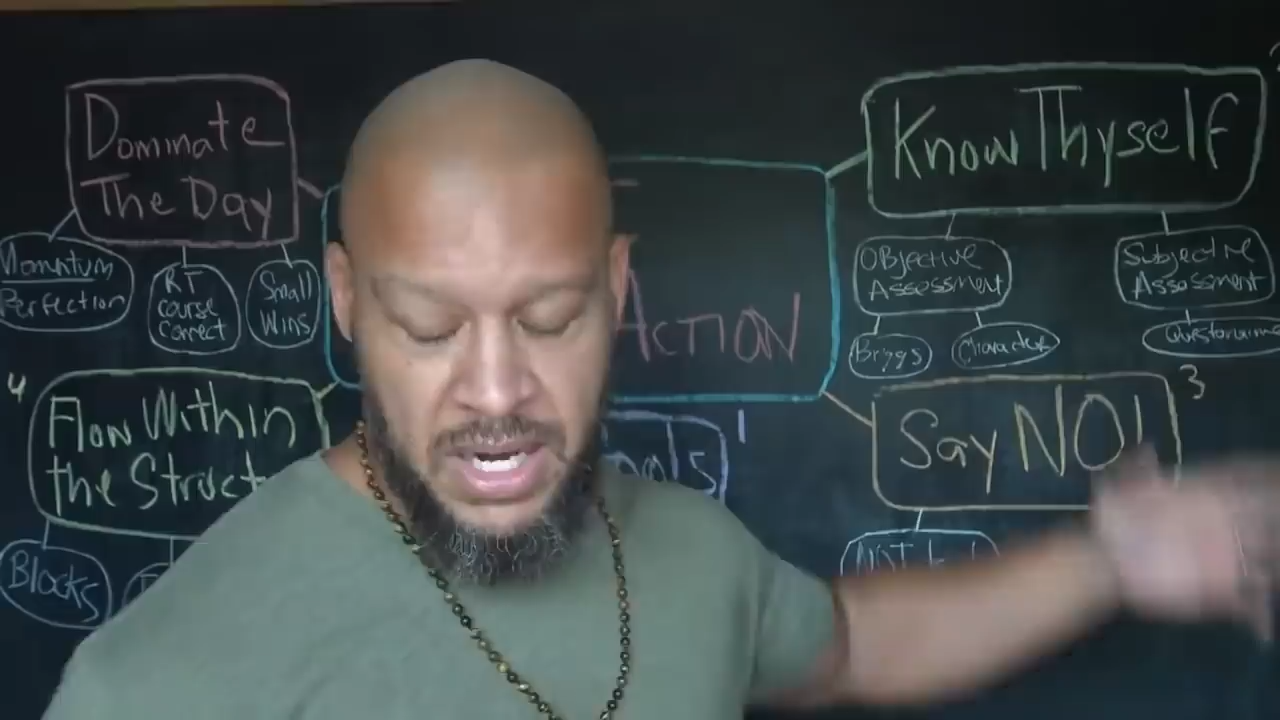 Dominate
The Day
Momentum
Perfection
RT
course
correct
Small
Wins
Action
Know Thyself
Objective
Assessment
Briggs
Character
Subjective
Assessment
4
Flow Within
the Struct
Blocks
1
Say NO!
3
NOT